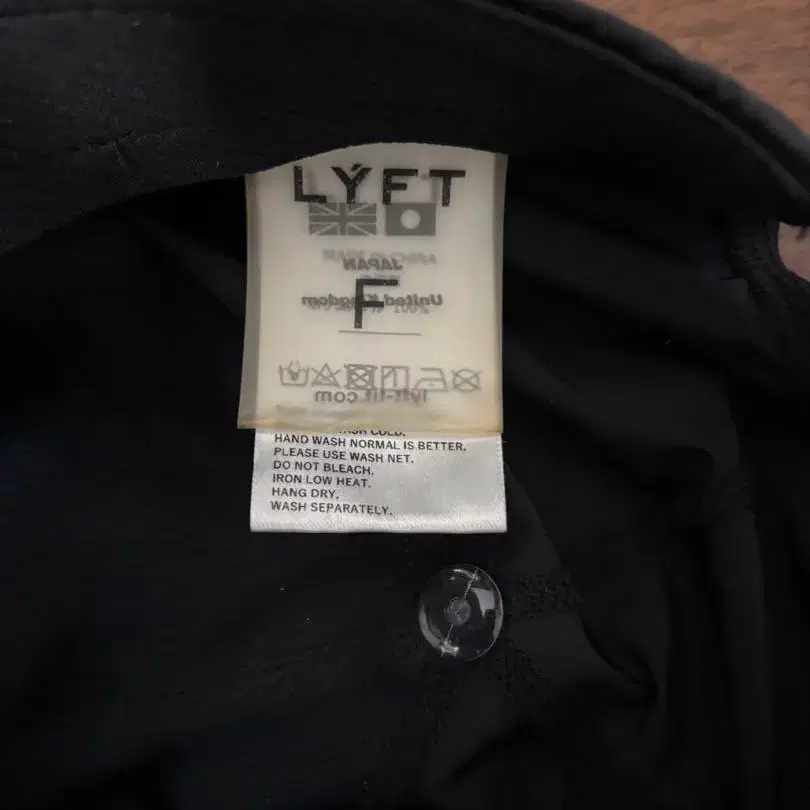 LÝFT
JAPAN
F
United Kingdom
lyft-fit.com
HAND WASH NORMAL IS BETTER.
PLEASE USE WASH NET.
DO NOT BLEACH.
IRON LOW HEAT.
HANG DRY.
WASH SEPARATELY.